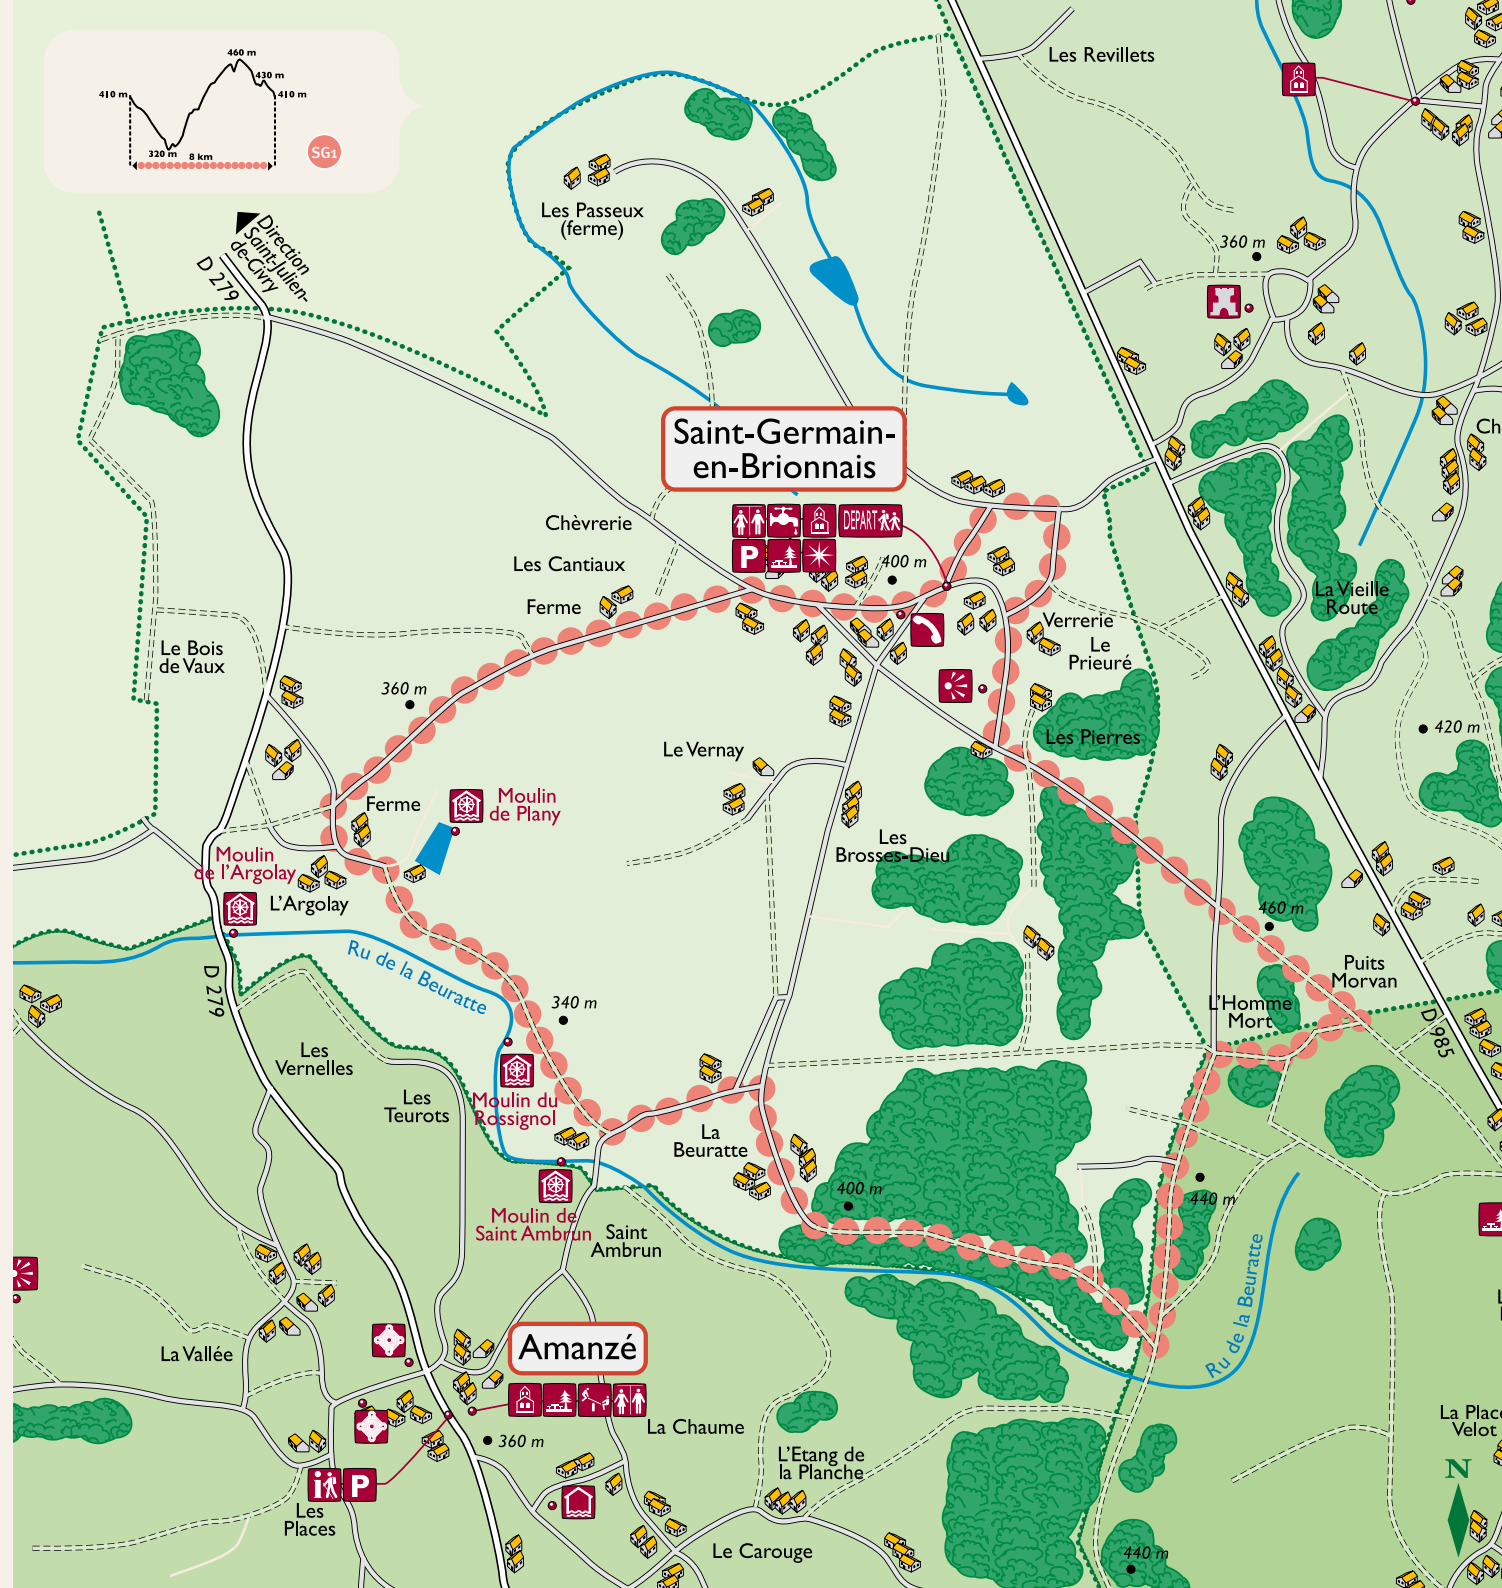 460 m
430 m
410 m
410 m
320 m
8 km
SG1
Direction
Saint-Julien-
de-Civry
D 279
Les Revillets
Les Passeux
(ferme)
360 m
Saint-Germain-
en-Brionnais
Ch
Chèvrerie
DEPART
P
Les Cantiaux
400 m
Ferme
La Vieille
Route
Verrerie
Le
Prieuré
Le Bois
de Vaux
360 m
420 m
Les Pierres
Le Vernay
Ferme
Moulin
de Plany
Les
Brosses-Dieu
Moulin
de l'Argolay
L'Argolay
460 m
Ru de la Beuratte
Puits
Morvan
D 279
340 m
L'Homme
Mort
D 985
Les
Vernelles
Les
Teurots
Moulin du
Rossignol
La
Beuratte
400 m
440 m
Moulin de
Saint Ambrun
Saint
Ambrun
Ru de la Beuratte
L
La Vallée
Amanzé
La Chaume
La Place
Velot
360 m
L'Etang de
la Planche
N
i
P
Les
Places
Le Carouge
440 m